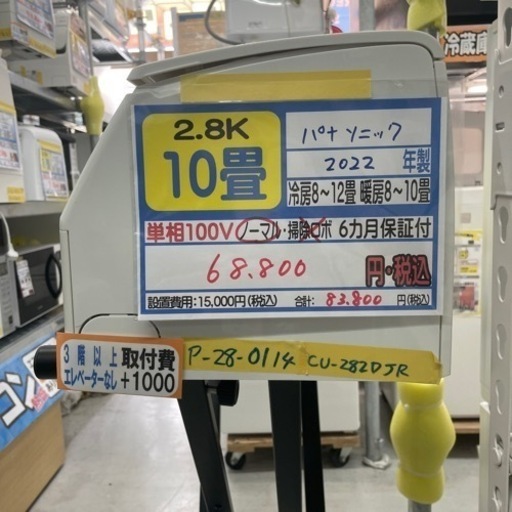 冷蔵庫
2.8K
10畳
パナソニック
2022 年製
冷房8～12畳 暖房8～10畳
単相100V ノーマル・掃除ロボ 6カ月保証付
68.800 円・税込
設置費用:15,000円(税込) 合計: 83.800 円(税込)
3階以上 取付費
エレベーターなし +1000
P-28-0114 CU-282DJR
コン